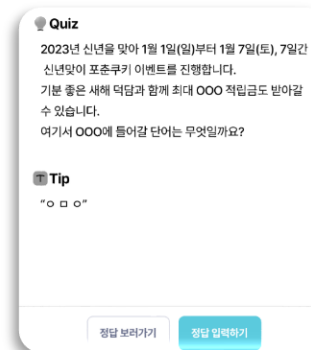 Quiz
2023년 신년을 맞아 1월 1일(일)부터 1월 7일(토), 7일간
신년맞이 포춘쿠키 이벤트를 진행합니다.
기분 좋은 새해 덕담과 함께 최대 OOO 적립금도 받아갈
수 있습니다.
여기서 OOO에 들어갈 단어는 무엇일까요?
T Tip
"ㅇ ㅁ ㅇ"
정답 보러가기
정답 입력하기